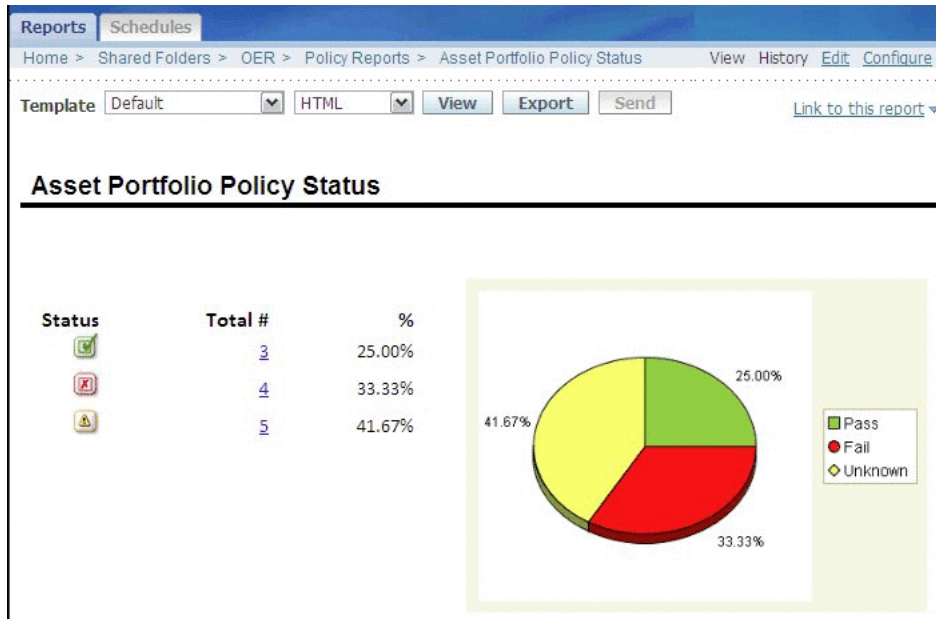 Reports Schedules
Home > Shared Folders > OER > Policy Reports > Asset Portfolio Policy Status View History Edit Configure
Template Default HTML View Export Send Link to this report
Asset Portfolio Policy Status
Status Total # %
3 25.00%
4 33.33%
5 41.67%
25.00%
41.67%
33.33%
Pass
Fail
Unknown